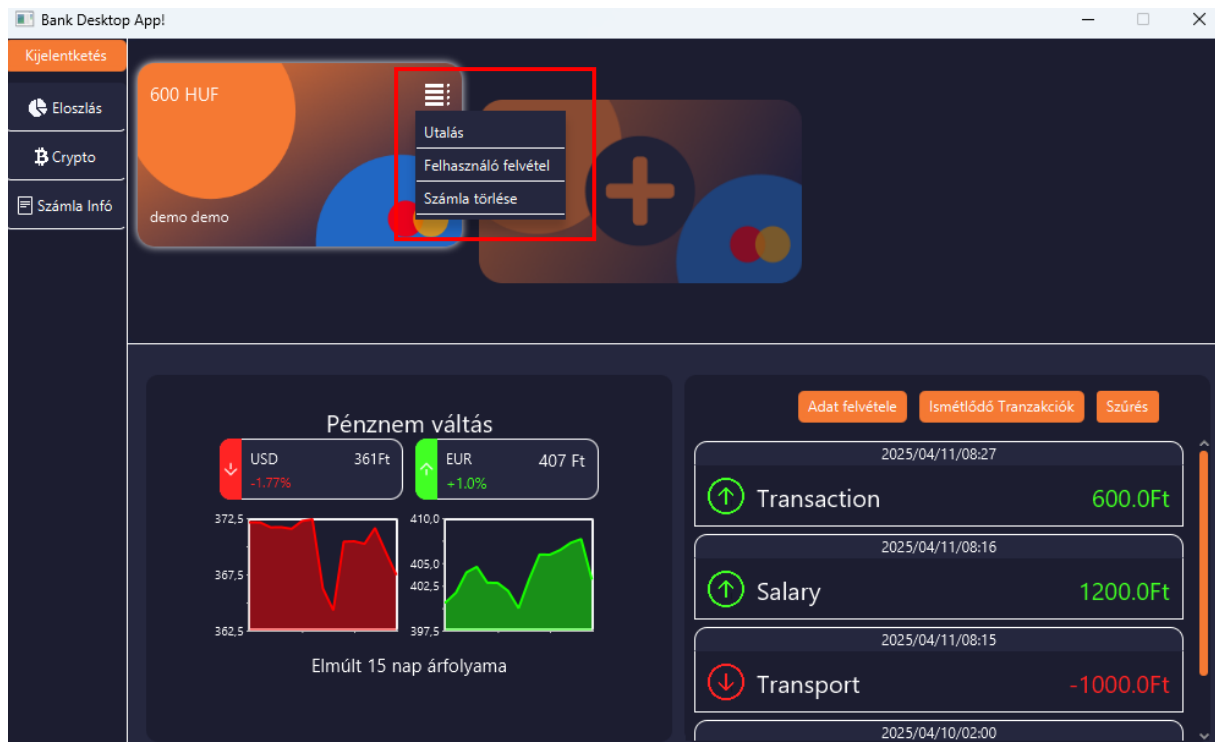 Bank Desktop App!
Kijelentketés
Eloszlás
Crypto
Számla Infó
600 HUF
demo demo
Utalás
Felhasználó felvétel
Számla törlése
Pénznem váltás
USD 361Ft
-1.77%
EUR 407 Ft
+1.0%
372,5
367,5
362,5
410,0
405,0
402,5
397,5
Elmúlt 15 nap árfolyama
Adat felvétele Ismétlődő Tranzakciók Szűrés
2025/04/11/08:27
Transaction 600.0Ft
2025/04/11/08:16
Salary 1200.0Ft
2025/04/11/08:15
Transport -1000.0Ft
2025/04/10/02:00